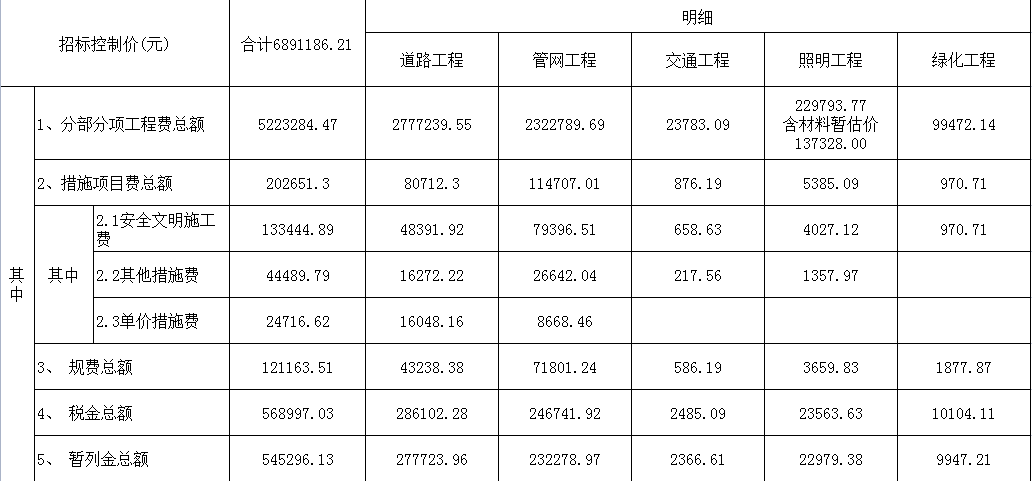 招标控制价(元)
合计6891186.21
明细
道路工程
管网工程
交通工程
照明工程
绿化工程
其
中
1、分部分项工程费总额
5223284.47
2777239.55
2322789.69
23783.09
229793.77
含材料暂估价
137328.00
99472.14
2、措施项目费总额
202651.3
80712.3
114707.01
876.19
5385.09
970.71
其中
2.1安全文明施工
费
133444.89
48391.92
79396.51
658.63
4027.12
970.71
2.2其他措施费
44489.79
16272.22
26642.04
217.56
1357.97
2.3单价措施费
24716.62
16048.16
8668.46
3、 规费总额
121163.51
43238.38
71801.24
586.19
3659.83
1877.87
4、 税金总额
568997.03
286102.28
246741.92
2485.09
23563.63
10104.11
5、 暂列金总额
545296.13
277723.96
232278.97
2366.61
22979.38
9947.21